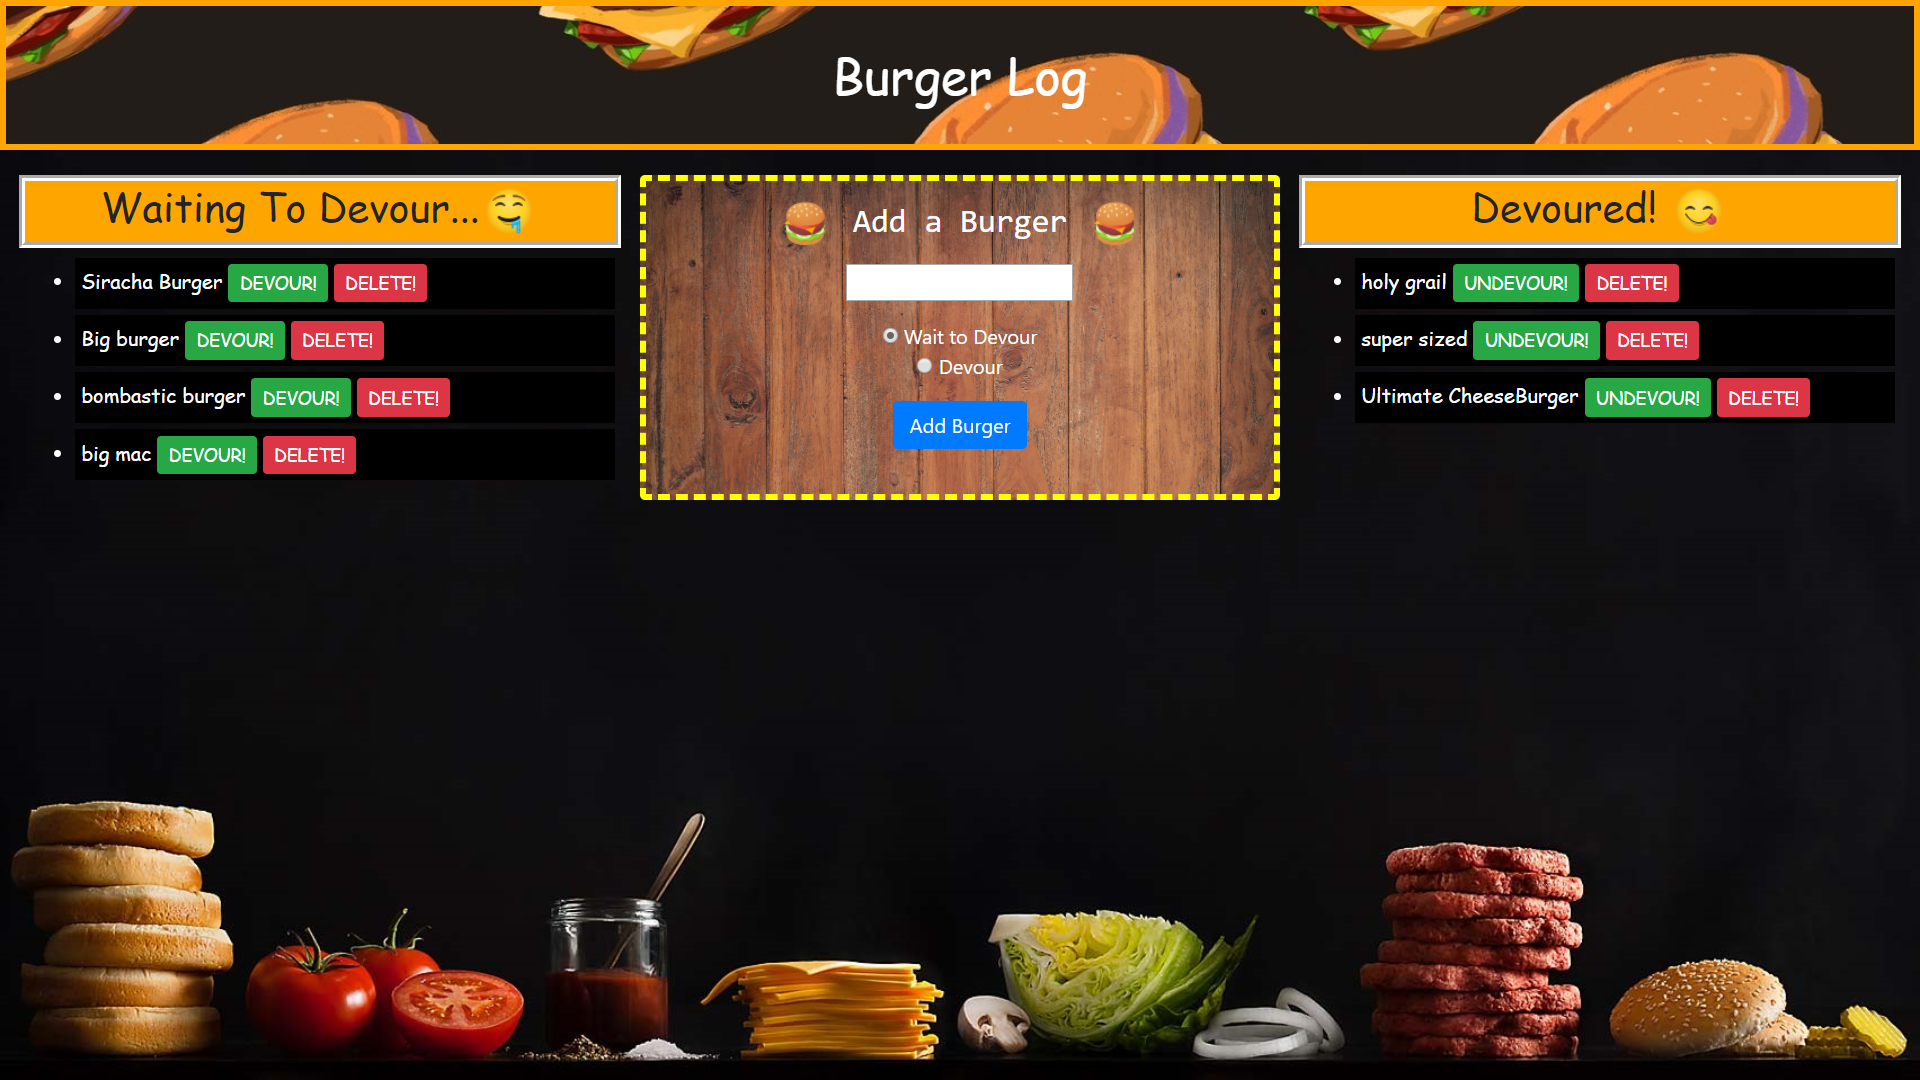 Burger Log
Waiting To Devour...🤤
Siracha Burger DEVOUR! DELETE!
Big burger DEVOUR! DELETE!
bombastic burger DEVOUR! DELETE!
big mac DEVOUR! DELETE!
🍔 Add a Burger 🍔
Wait to Devour
Devour
Add Burger
Devoured! 😋
holy grail UNDEVOUR! DELETE!
super sized UNDEVOUR! DELETE!
Ultimate CheeseBurger UNDEVOUR! DELETE!